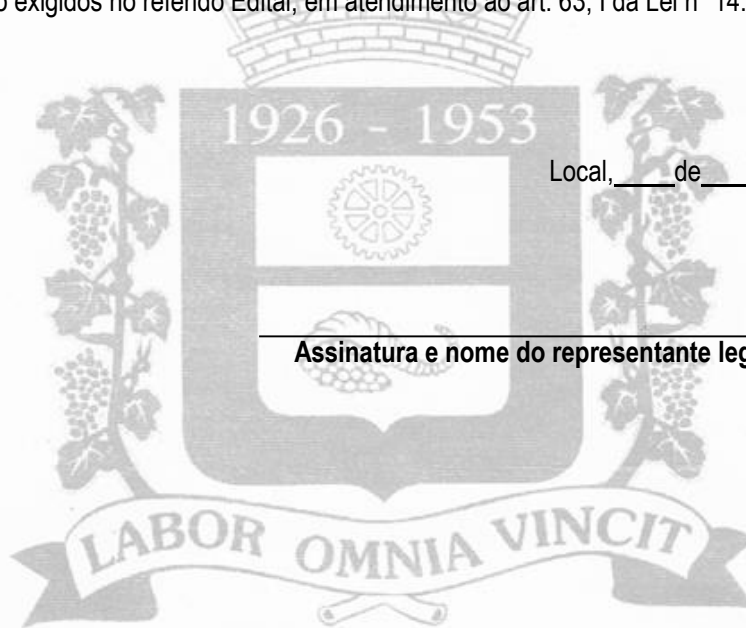 o exigidos no referido Edital, em atendimento ao art. 63, I da Lei nº 14.
1926 - 1953
Local,____de____
Assinatura e nome do representante leg
LABOR OMNIA VINCIT